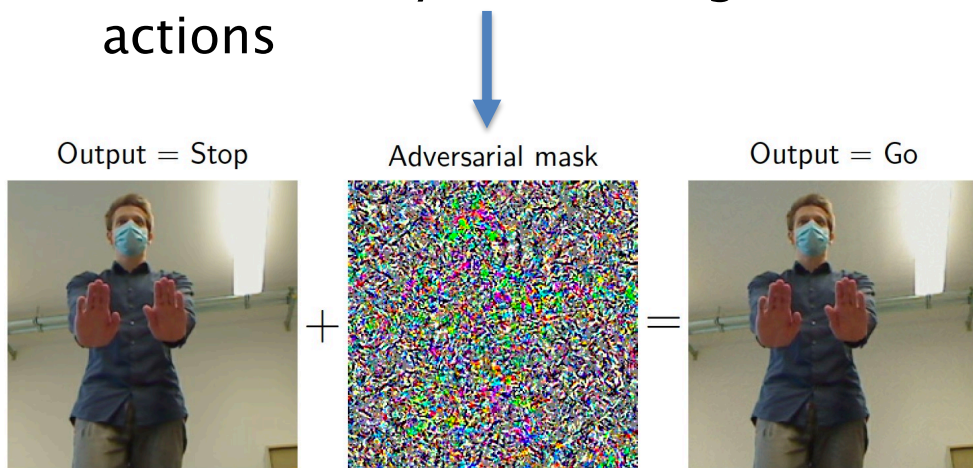 actions
Output = Stop
Adversarial mask
Output = Go
+
=